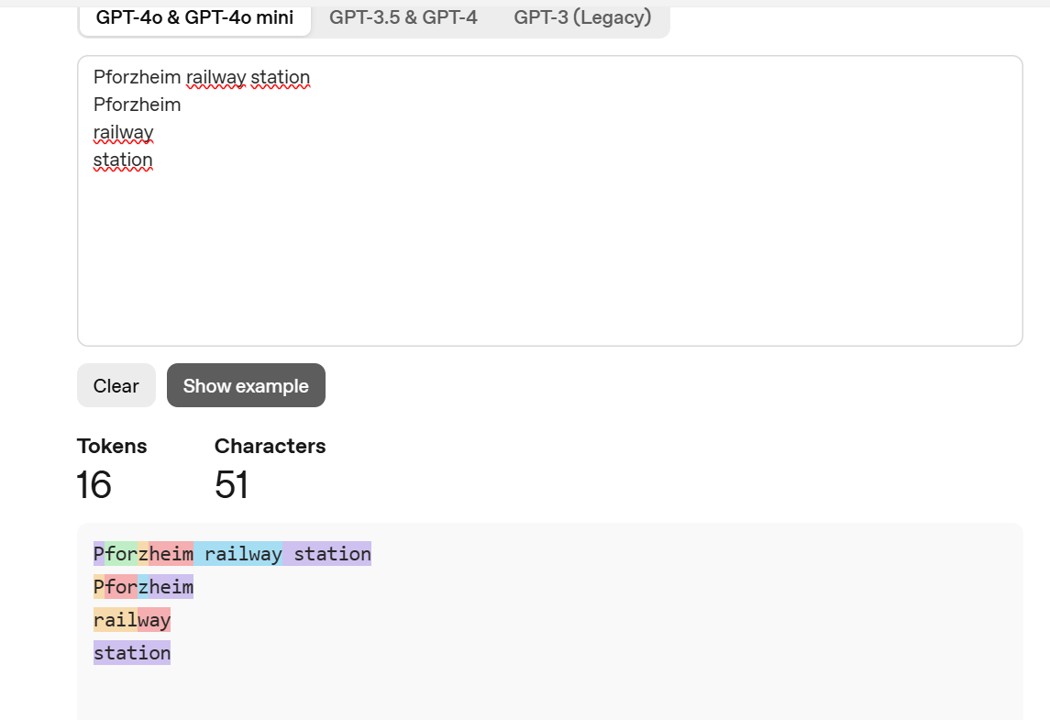 GPT-4o & GPT-4o mini GPT-3.5 & GPT-4 GPT-3 (Legacy)
Pforzheim railway station
Pforzheim
railway
station
Clear Show example
Tokens Characters
16 51
Pforzheim railway station
Pforzheim
railway
station